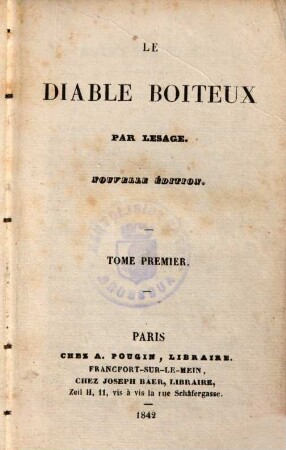 LE
DIABLE BOITEUX
PAR LESAGE.
NOUVELLE ÉDITION.
TOME PREMIER.
PARIS
CHEZ A. POUGIN, LIBRAIRE.
FRANCFORT-SUR-LE-MEIN,
CHEZ JOSEPH BAER, LIBRAIRE,
Zeil H, 11, vis à vis la rue Schäfergasse.
1842